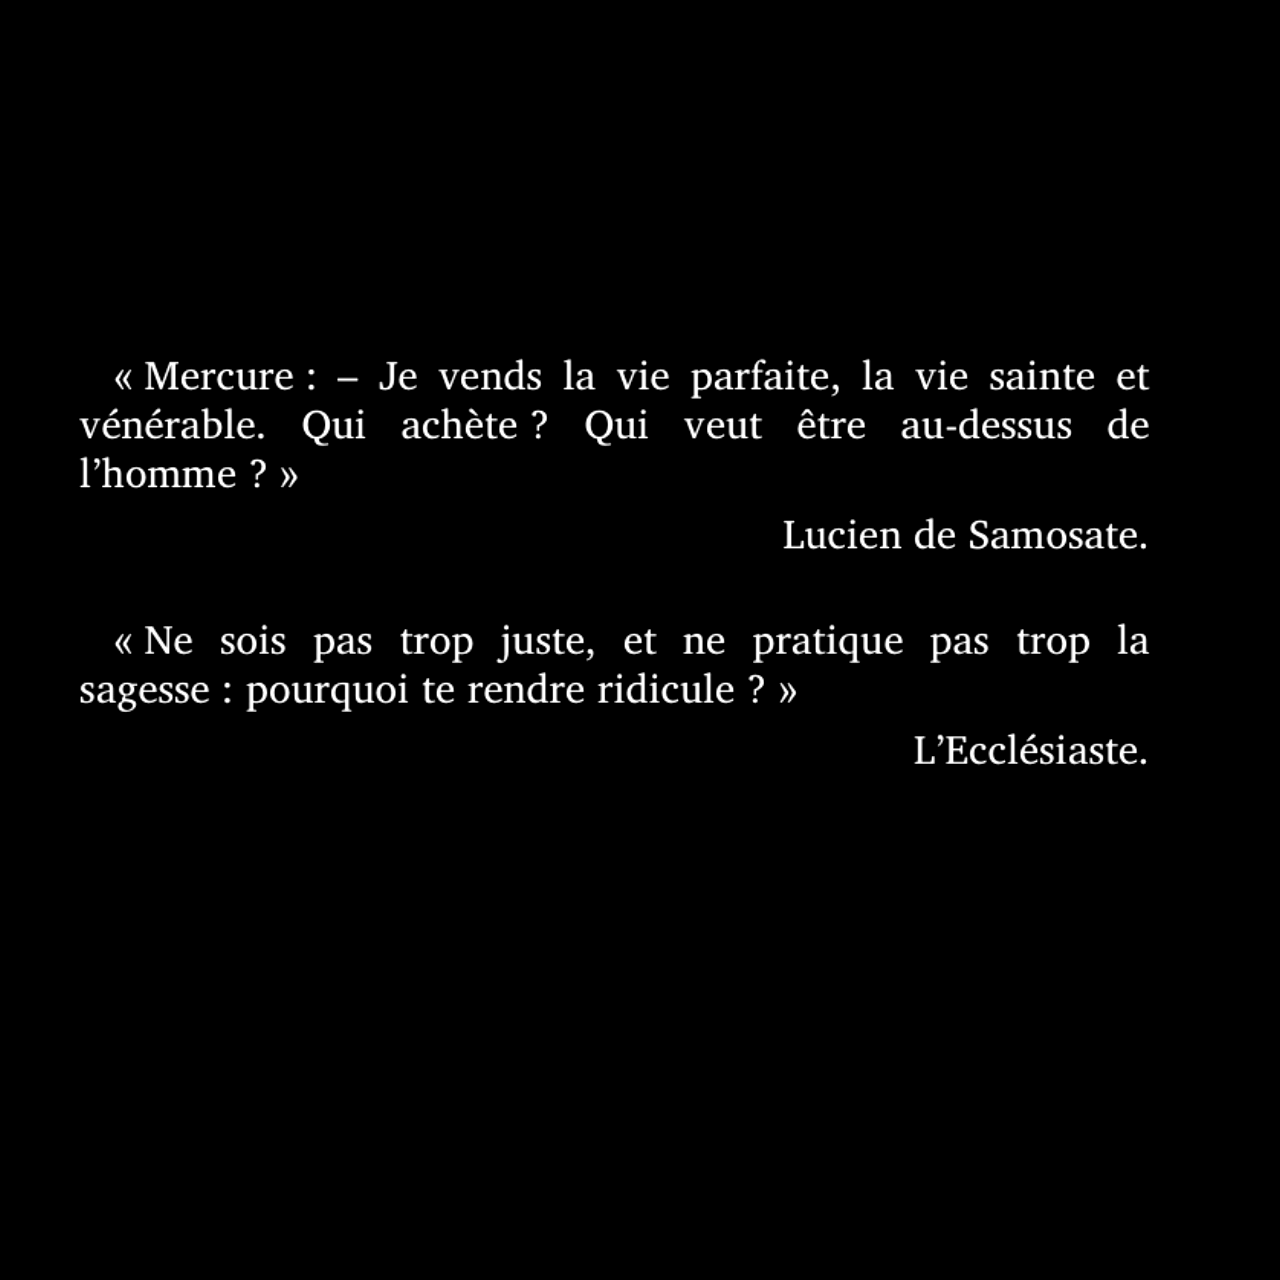 « Mercure : – Je vends la vie parfaite, la vie sainte et
vénérable. Qui achète ? Qui veut être au-dessus de
l’homme ? »
Lucien de Samosate.
« Ne sois pas trop juste, et ne pratique pas trop la
sagesse : pourquoi te rendre ridicule ? »
L’Ecclésiaste.